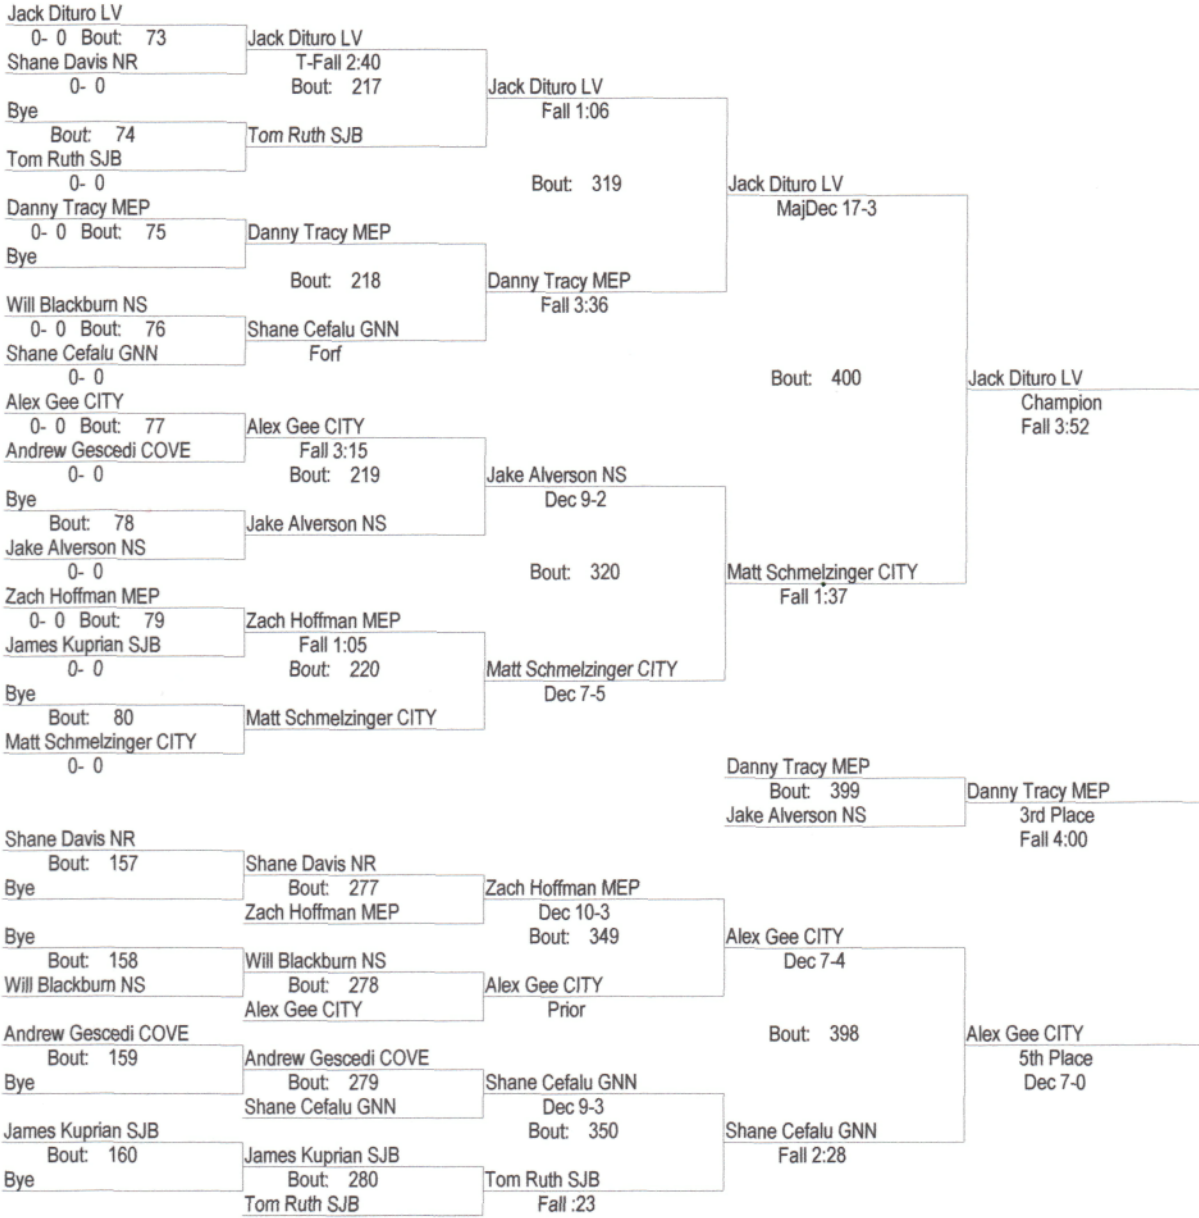 Jack Dituro LV
0- 0 Bout: 73
Jack Dituro LV
Shane Davis NR
T-Fall 2:40
0- 0
Bout: 217
Jack Dituro LV
Bye
Fall 1:06
Bout: 74
Tom Ruth SJB
Tom Ruth SJB
0- 0
Bout: 319
Jack Dituro LV
Danny Tracy MEP
MajDec 17-3
0- 0 Bout: 75
Danny Tracy MEP
Bye
Bout: 218
Danny Tracy MEP
Will Blackburn NS
Fall 3:36
0- 0 Bout: 76
Shane Cefalu GNN
Shane Cefalu GNN
Forf
0- 0
Bout: 400
Jack Dituro LV
Alex Gee CITY
Champion
0- 0 Bout: 77
Alex Gee CITY
Fall 3:52
Andrew Gescedi COVE
Fall 3:15
0- 0
Bout: 219
Jake Alverson NS
Bye
Dec 9-2
Bout: 78
Jake Alverson NS
Jake Alverson NS
0- 0
Bout: 320
Matt Schmelzinger CITY
Zach Hoffman MEP
Fall 1:37
0- 0 Bout: 79
Zach Hoffman MEP
James Kuprian SJB
Fall 1:05
0- 0
Bout: 220
Matt Schmelzinger CITY
Bye
Dec 7-5
Bout: 80
Matt Schmelzinger CITY
Matt Schmelzinger CITY
0- 0
Danny Tracy MEP
Bout: 399
Danny Tracy MEP
Jake Alverson NS
3rd Place
Fall 4:00
Shane Davis NR
Bout: 157
Shane Davis NR
Bye
Bout: 277
Zach Hoffman MEP
Zach Hoffman MEP
Dec 10-3
Bye
Bout: 349
Alex Gee CITY
Bout: 158
Will Blackburn NS
Dec 7-4
Will Blackburn NS
Bout: 278
Alex Gee CITY
Alex Gee CITY
Prior
Andrew Gescedi COVE
Bout: 398
Alex Gee CITY
Bout: 159
Andrew Gescedi COVE
5th Place
Bye
Bout: 279
Shane Cefalu GNN
Dec 7-0
Shane Cefalu GNN
Dec 9-3
James Kuprian SJB
Bout: 350
Shane Cefalu GNN
Bout: 160
James Kuprian SJB
Fall 2:28
Bye
Bout: 280
Tom Ruth SJB
Tom Ruth SJB
Fall :23